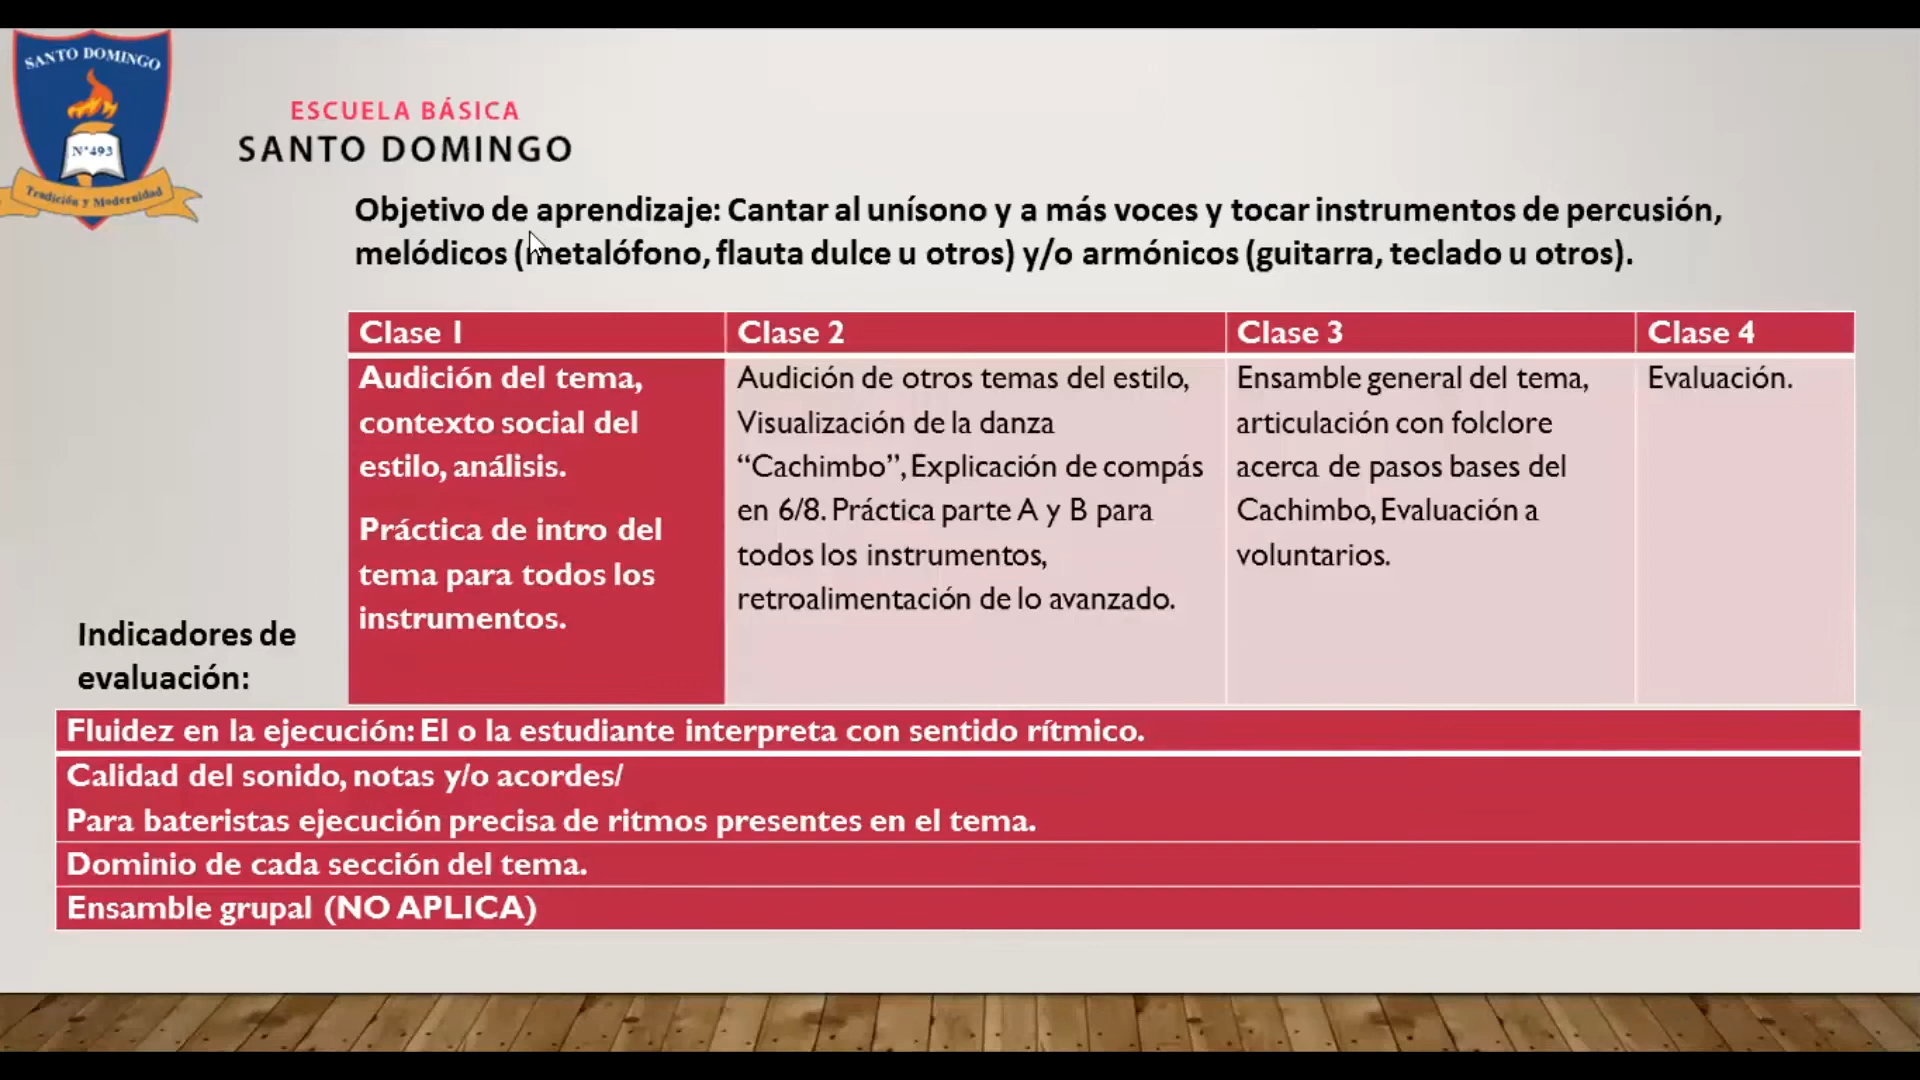 SANTO DOMINGO
N°493
Tradición y Modernidad
ESCUELA BÁSICA
SANTO DOMINGO
Objetivo de aprendizaje: Cantar al unísono y a más voces y tocar instrumentos de percusión,
melódicos (metalófono, flauta dulce u otros) y/o armónicos (guitarra, teclado u otros).
Clase 1
Audición del tema,
contexto social del
estilo, análisis.
Práctica de intro del
tema para todos los
instrumentos.
Clase 2
Audición de otros temas del estilo,
Visualización de la danza
“Cachimbo”, Explicación de compás
en 6/8. Práctica parte A y B para
todos los instrumentos,
retroalimentación de lo avanzado.
Clase 3
Ensamble general del tema,
articulación con folclore
acerca de pasos bases del
Cachimbo, Evaluación a
voluntarios.
Clase 4
Evaluación.
Indicadores de
evaluación:
Fluidez en la ejecución: El o la estudiante interpreta con sentido rítmico.
Calidad del sonido, notas y/o acordes/
Para bateristas ejecución precisa de ritmos presentes en el tema.
Dominio de cada sección del tema.
Ensamble grupal (NO APLICA)